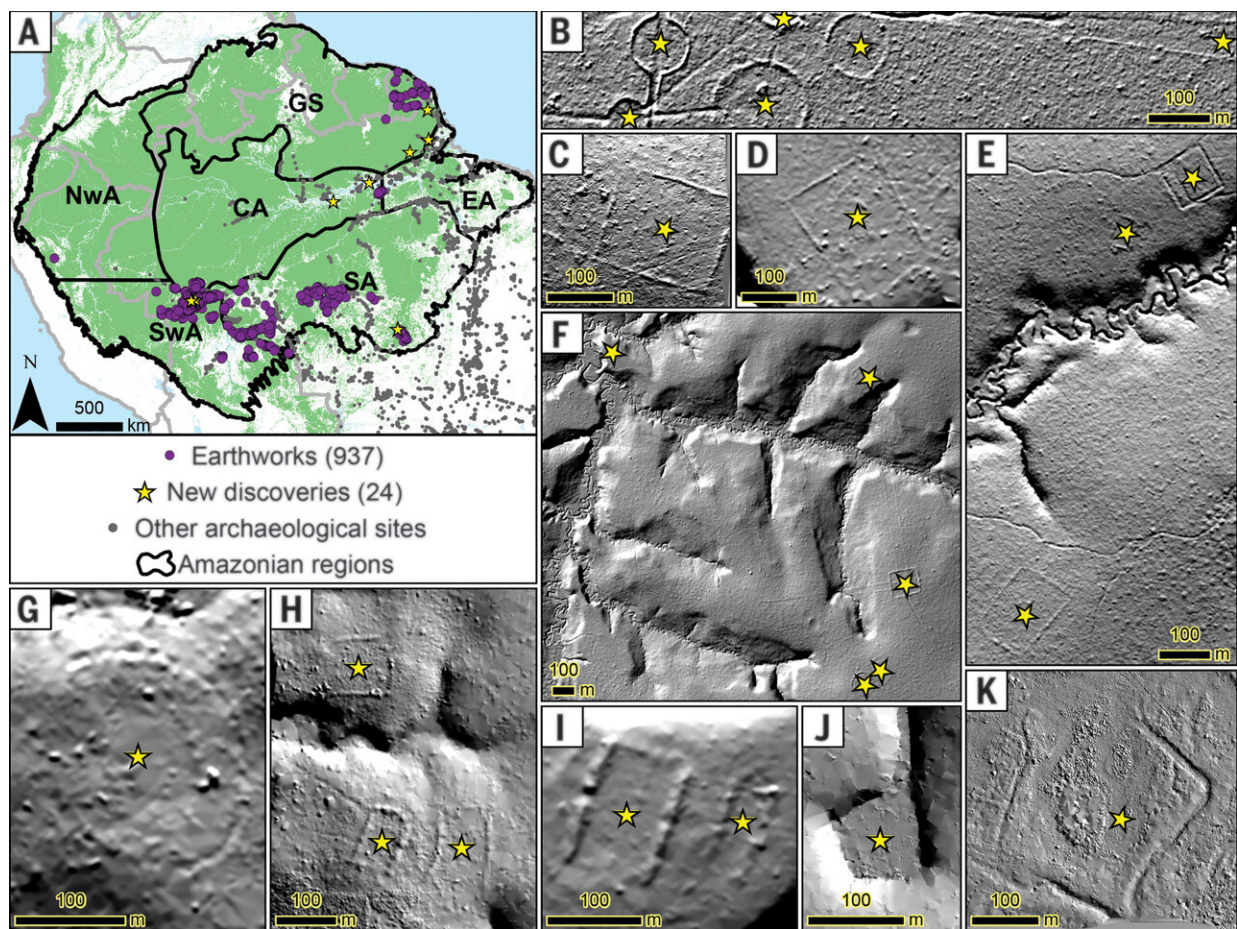 A
GS
NwA
CA
EA
SA
SwA
N
500
km
Earthworks (937)
New discoveries (24)
Other archaeological sites
Amazonian regions
B
100
m
C
100
m
D
100
m
E
100
m
F
100
m
G
100
m
H
100
m
I
100
m
J
100
m
K
100
m